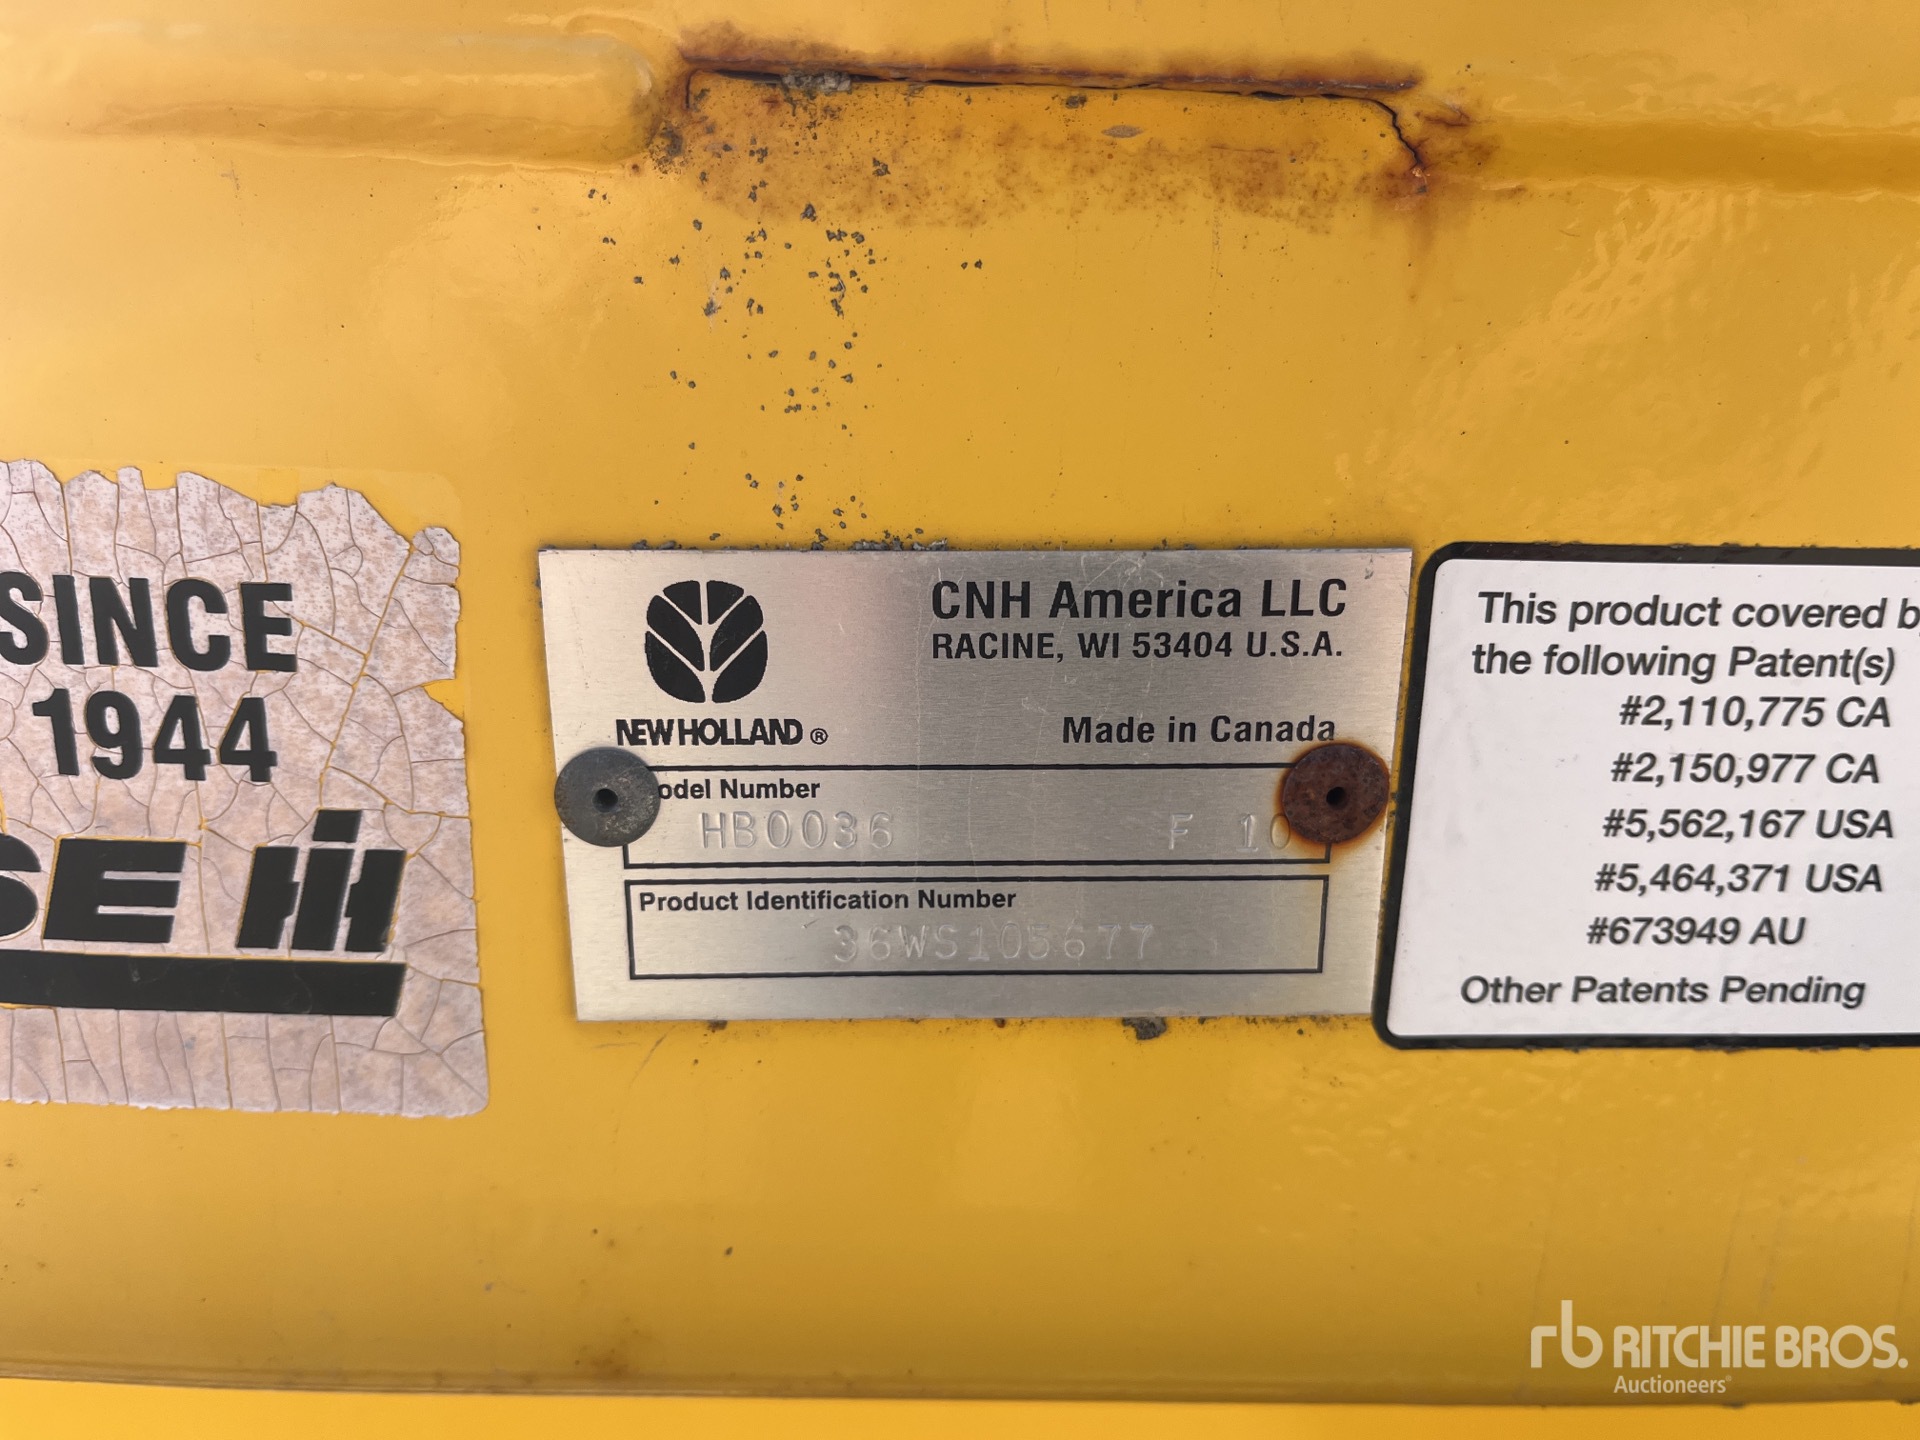 SINCE
1944
SE IH
NEW HOLLAND ®
CNH America LLC
RACINE, WI 53404 U.S.A.
Made in Canada
odel Number
HB0036 F 10
Product Identification Number
36WS105677
This product covered b
the following Patent(s)
#2,110,775 CA
#2,150,977 CA
#5,562,167 USA
#5,464,371 USA
#673949 AU
Other Patents Pending
rb RITCHIE BROS.
Auctioneers